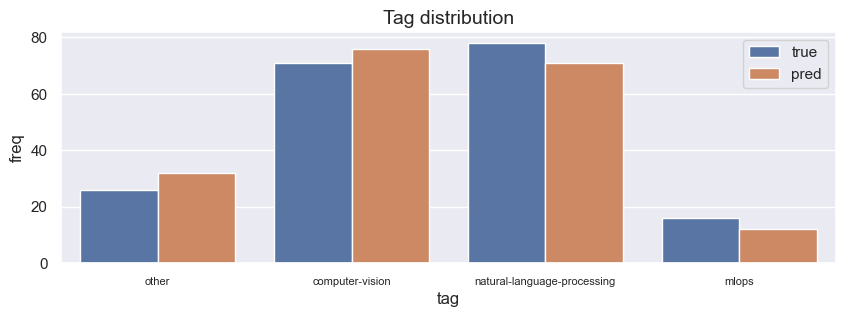 Tag distribution
80
60
40
20
0
freq
true
pred
other
computer-vision
natural-language-processing
mlops
tag